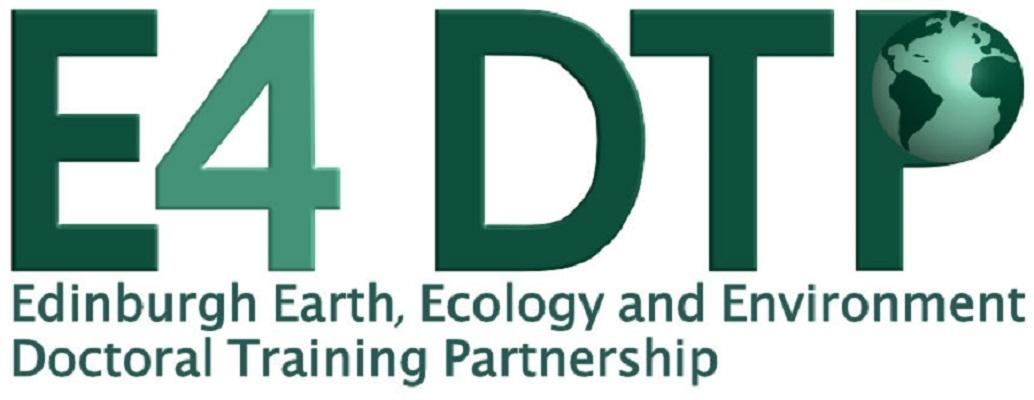 E4 DTP
Edinburgh Earth, Ecology and Environment
Doctoral Training Partnership